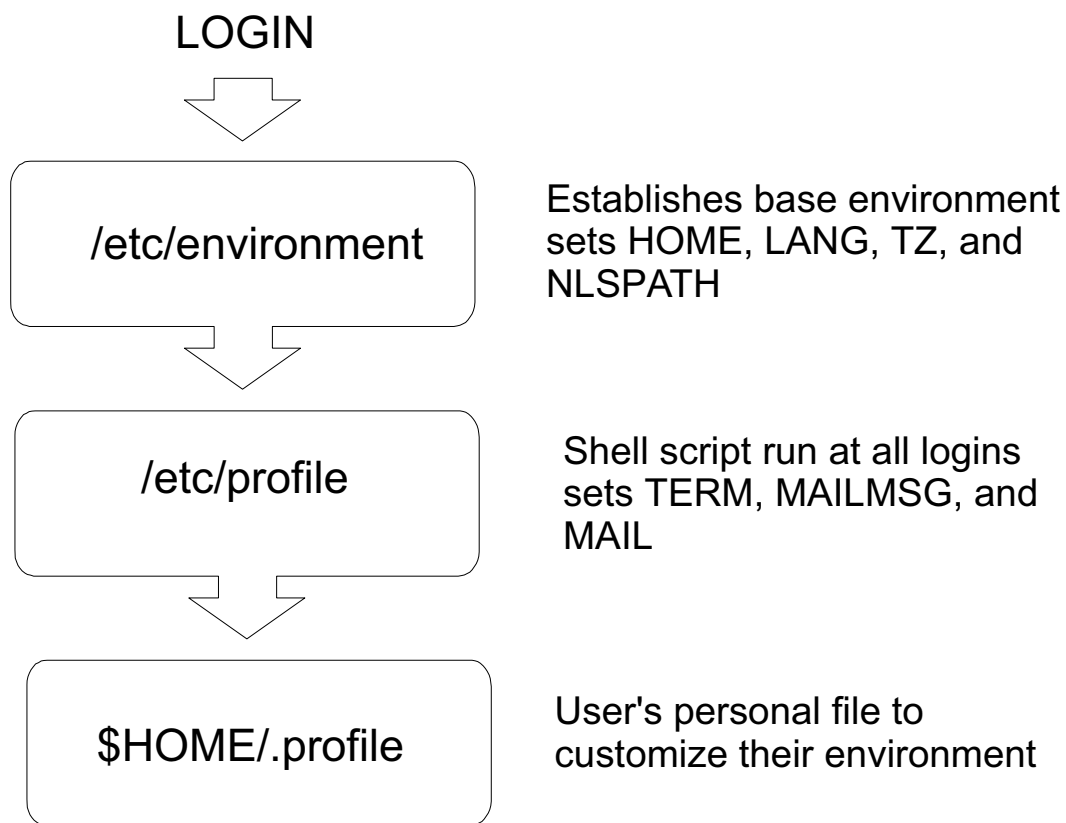 LOGIN
/etc/environment
Establishes base environment
sets HOME, LANG, TZ, and
NLSPATH
/etc/profile
Shell script run at all logins
sets TERM, MAILMSG, and
MAIL
$HOME/.profile
User's personal file to
customize their environment